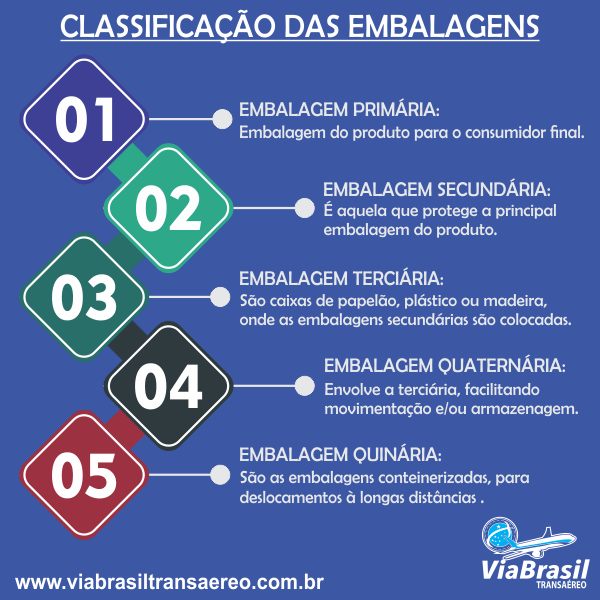 CLASSIFICAÇÃO DAS EMBALAGENS
01
EMBALAGEM PRIMÁRIA:
Embalagem do produto para o consumidor final.
02
EMBALAGEM SECUNDÁRIA:
É aquela que protege a principal
embalagem do produto.
03
EMBALAGEM TERCIÁRIA:
São caixas de papelão, plástico ou madeira,
onde as embalagens secundárias são colocadas.
04
EMBALAGEM QUATERNÁRIA:
Envolve a terciária, facilitando
movimentação e/ou armazenagem.
05
EMBALAGEM QUINÁRIA:
São as embalagens conteinerizadas, para
deslocamentos à longas distâncias .
www.viabrasiltransaereo.com.br
ViaBrasil
TRANSAÉREO